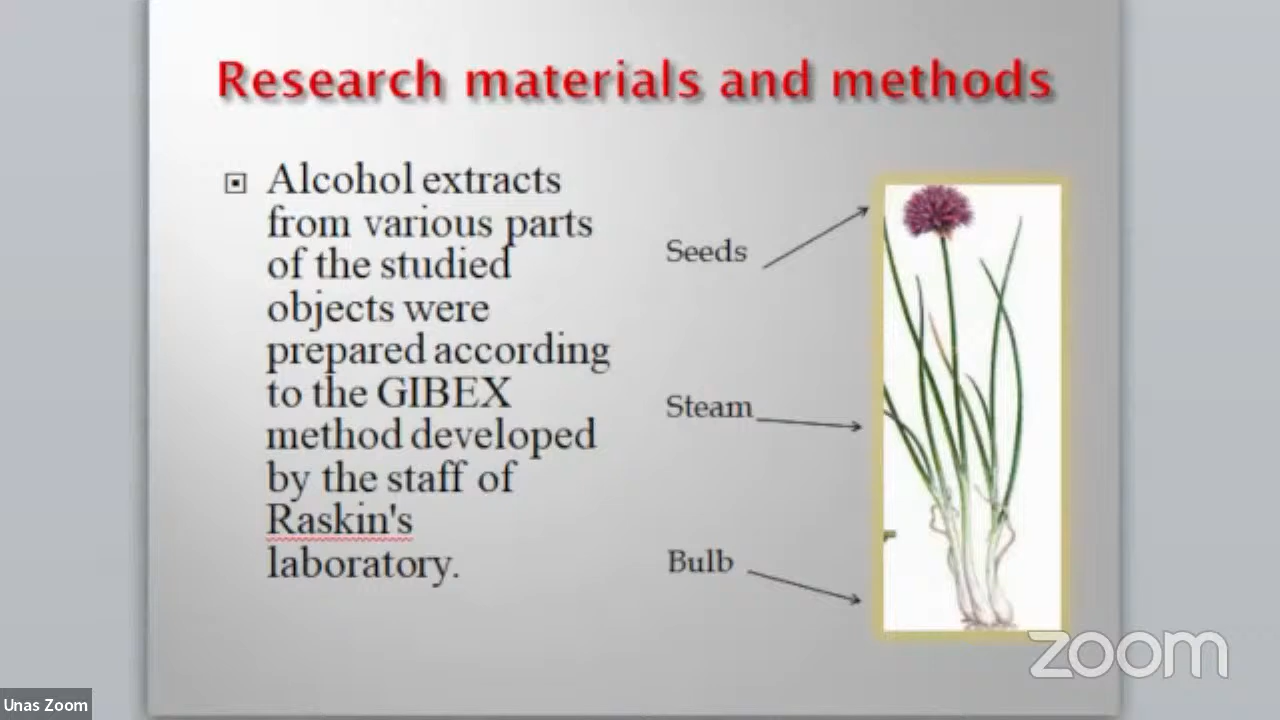 Research materials and methods
Alcohol extracts
from various parts
of the studied
objects were
prepared according
to the GIBEX
method developed
by the staff of
Raskin's
laboratory.
Seeds
Steam
Bulb
zoom
Unas Zoom